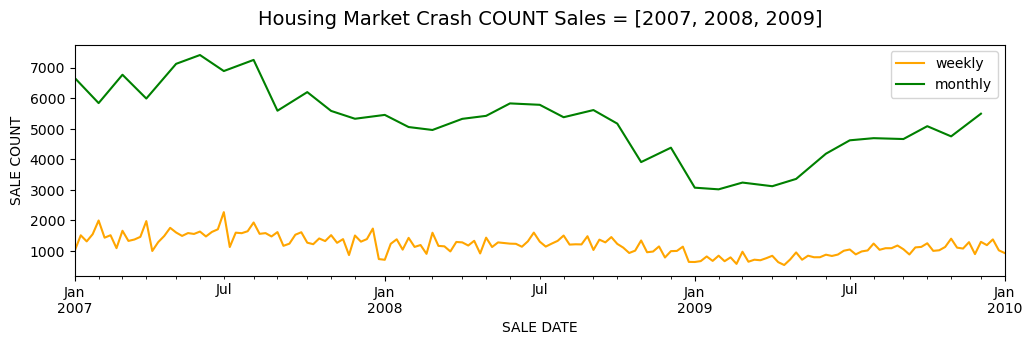 Housing Market Crash COUNT Sales = [2007, 2008, 2009]
weekly
monthly
SALE COUNT
7000
6000
5000
4000
3000
2000
1000
Jan
2007
Jul
Jan
2008
Jul
Jan
2009
Jul
Jan
2010
SALE DATE